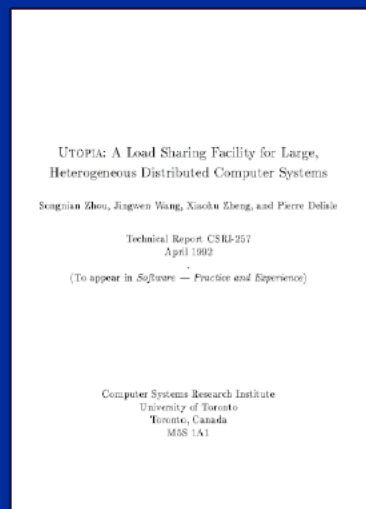 UTOPIA: A Load Sharing Facility for Large,
Heterogeneous Distributed Computer Systems
Songnian Zhou, Jingwen Wang, Xiaohu Zheng, and Pierre Delisle
Technical Report CSRI-257
April 1992
.
(To appear in Software — Practice and Experience)
Computer Systems Research Institute
University of Toronto
Toronto, Canada
M5S 1A1